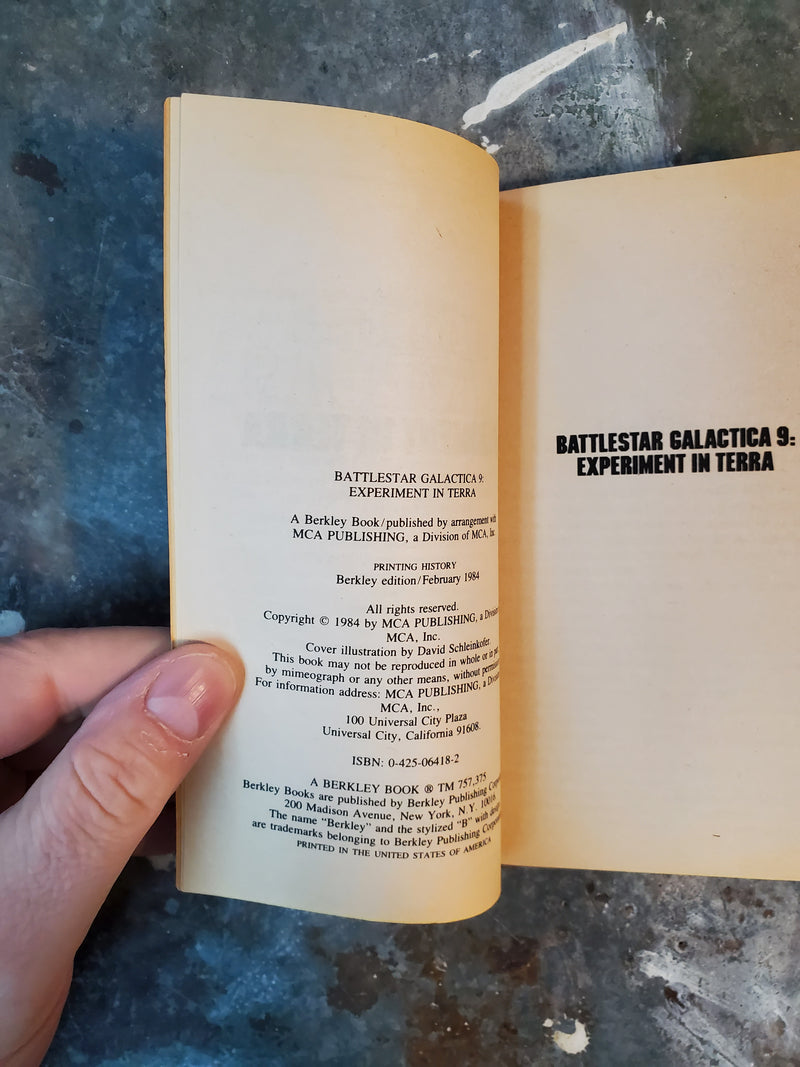 BATTLESTAR GALACTICA 9:
EXPERIMENT IN TERRA
A Berkley Book/published by arrangement with
MCA PUBLISHING, a Division of MCA, Inc.
PRINTING HISTORY
Berkley edition/February 1984
All rights reserved.
Copyright © 1984 by MCA PUBLISHING, a Division
MCA, Inc.
Cover illustration by David Schleinkofer.
This book may not be reproduced in whole or in
by mimeograph or any other means, without
For information address: MCA PUBLISHING, a
MCA, Inc.,
100 Universal City Plaza
Universal City, California 91608.
ISBN: 0-425-06418-2
A BERKLEY BOOK ® TM 757,375
Berkley Books are published by Berkley Publishing
200 Madison Avenue, New York, N.Y. 10016.
The name "Berkley" and the stylized "B" with
are trademarks belonging to Berkley Publishing
PRINTED IN THE UNITED STATES OF AMERICA
BATTLESTAR GALACTICA 9:
EXPERIMENT IN TERRA